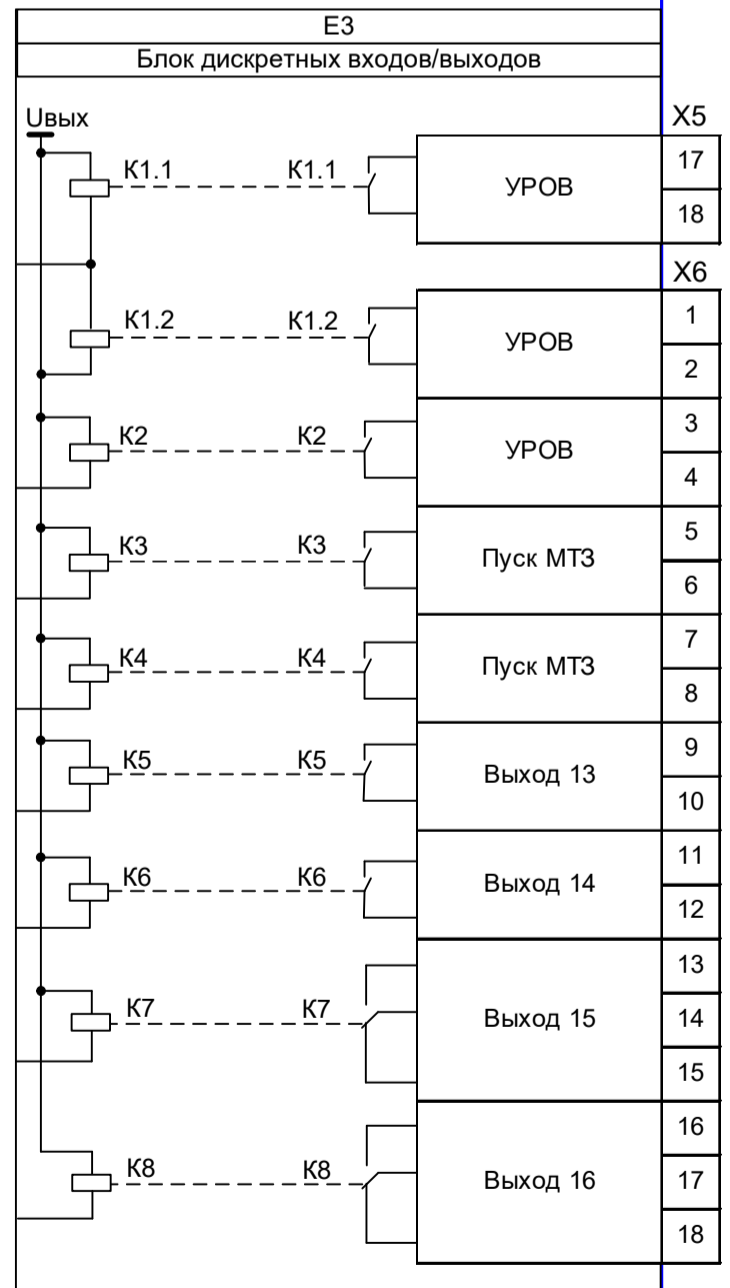 E3
Блок дискретных входов/выходов
Uвых
X5
K1.1 K1.1 УРОВ 17
18
X6
K1.2 K1.2 УРОВ 1
2
K2 K2 УРОВ 3
4
K3 K3 Пуск МТЗ 5
6
K4 K4 Пуск МТЗ 7
8
K5 K5 Выход 13 9
10
K6 K6 Выход 14 11
12
13
K7 K7 Выход 15 14
15
16
K8 K8 Выход 16 17
18